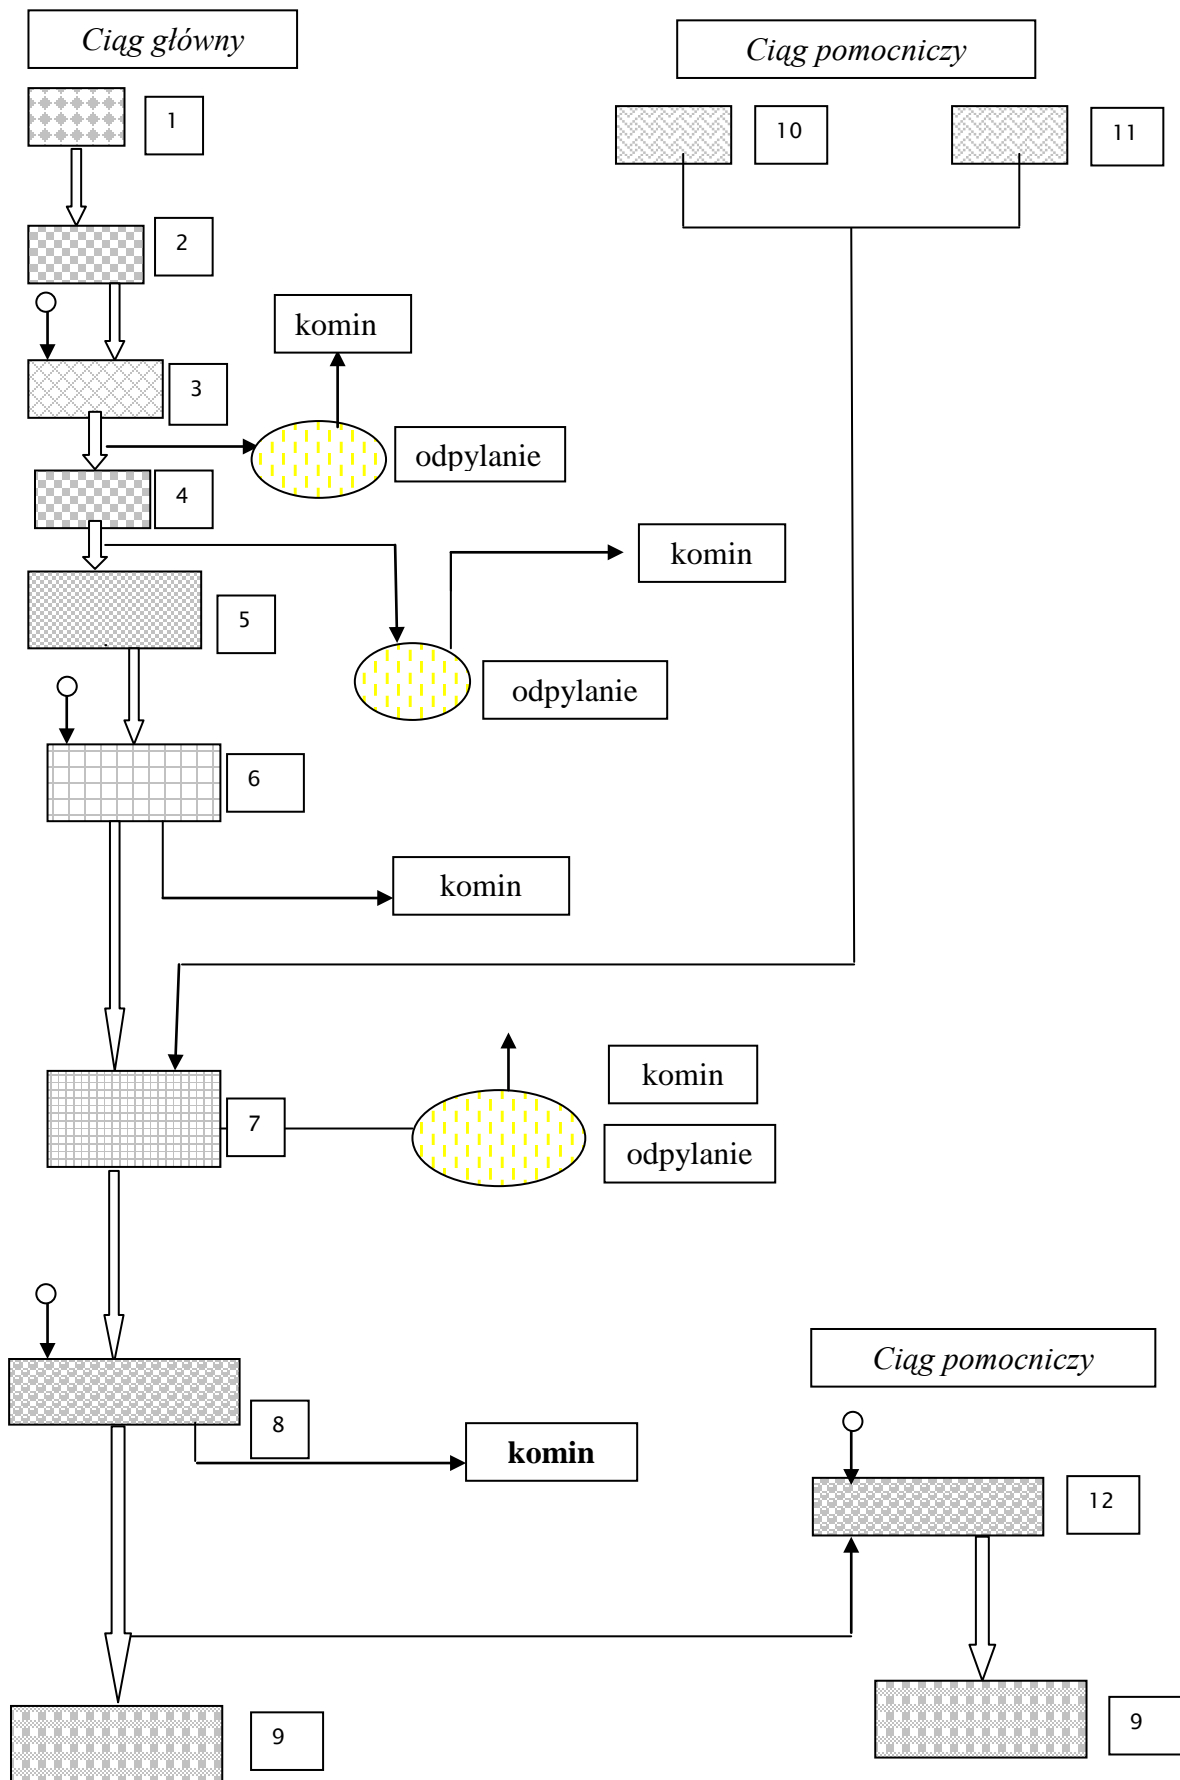 Ciąg główny
Ciąg pomocniczy
1
10
11
2
komin
3
odpylanie
4
komin
5
odpylanie
6
komin
komin
7
odpylanie
Ciąg pomocniczy
8
komin
12
9
9